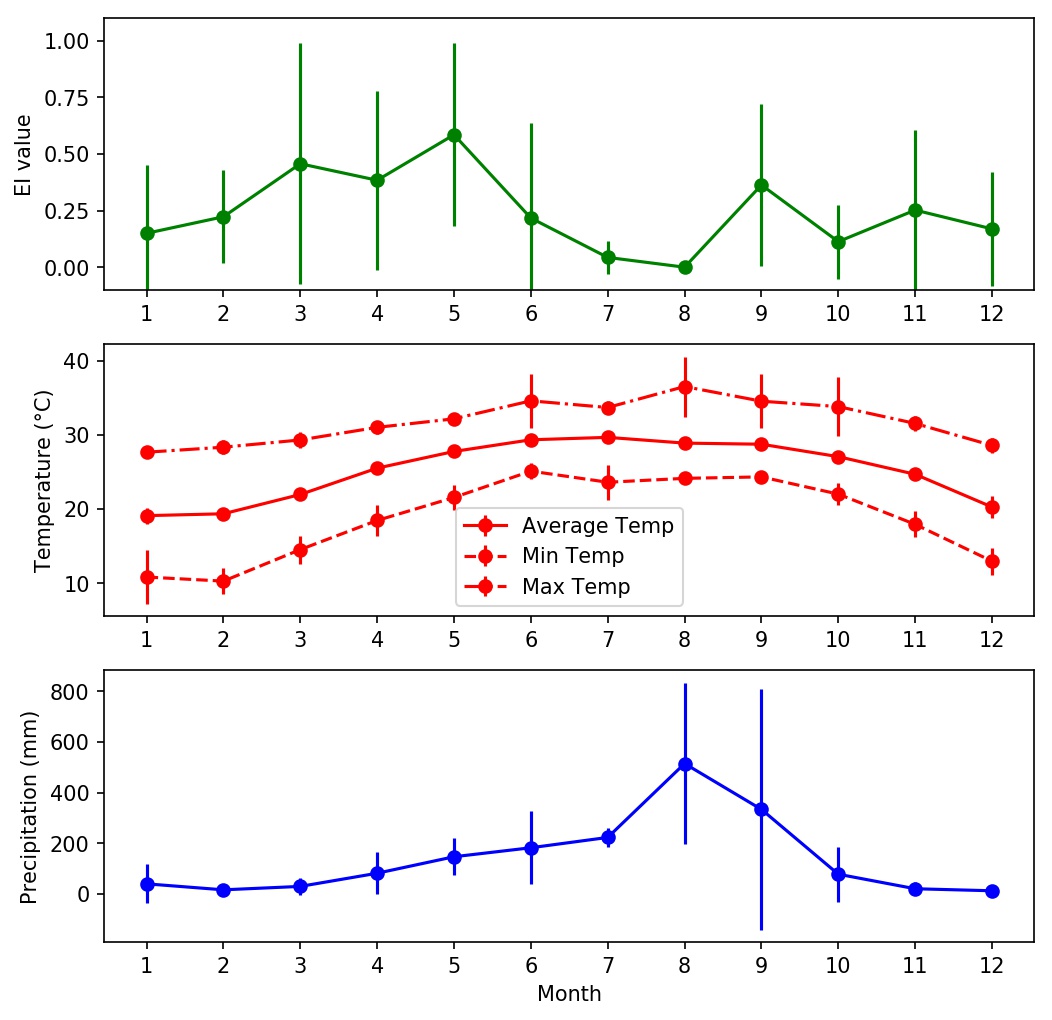 EI value
1.00
0.75
0.50
0.25
0.00
1 2 3 4 5 6 7 8 9 10 11 12
Temperature (°C)
40
30
20
10
Average Temp
Min Temp
Max Temp
1 2 3 4 5 6 7 8 9 10 11 12
Precipitation (mm)
800
600
400
200
0
1 2 3 4 5 6 7 8 9 10 11 12
Month